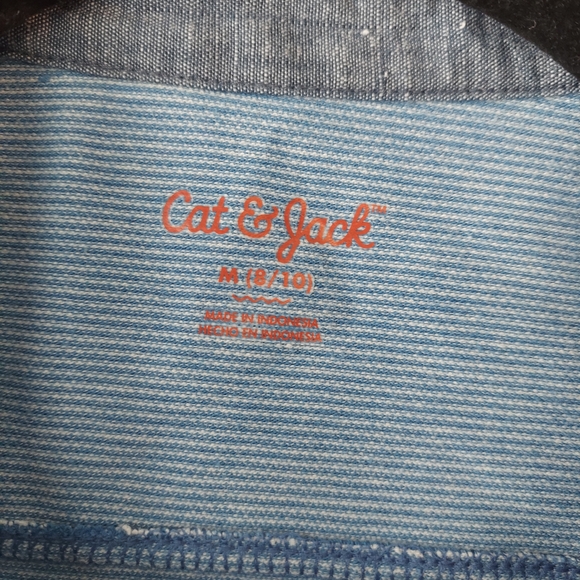 Cat & Jack™
M (8/10)
MADE IN INDONESIA
HECHO EN INDONESIA